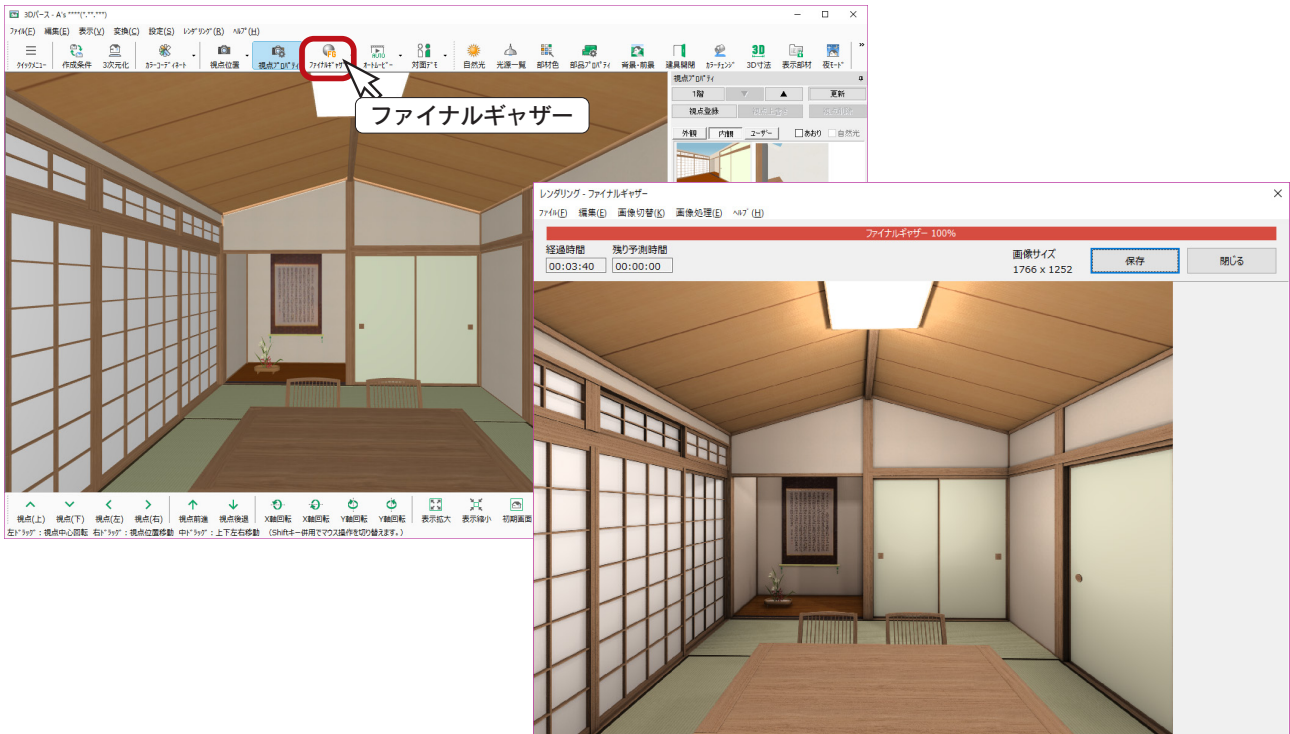 3Dパース - A's ****(*.**.***)
ﾌｧｲﾙ(F) 編集(E) 表示(V) 変換(C) 設定(S) ﾚﾝﾀﾞﾘﾝｸﾞ(R) ﾍﾙﾌﾟ(H)
ｸｲｯｸﾒﾆｭｰ 作成条件 3次元化 ｶﾗｰｺｰﾃﾞｨﾈｰﾄ 視点位置 視点ﾌﾟﾛﾊﾟﾃｨ ﾌｧｲﾅﾙｷﾞｬｻﾞｰ ｵｰﾄﾑｰﾋﾞｰ 対面ﾃﾞﾓ 自然光 光源一覧 部材色 部品ﾌﾟﾛﾊﾟﾃｨ 背景・前景 建具開閉 ｶﾗｰﾁｪﾝｼﾞ 3D寸法 表示部材 夜ﾓｰﾄﾞ
ファイナルギャザー
視点ﾌﾟﾛﾊﾟﾃｨ
1階 ▼ ▲ 更新
視点登録
外観 内観 ﾕｰｻﾞｰ あおり 自然光
レンダリング - ファイナルギャザー
ﾌｧｲﾙ(F) 編集(E) 画像切替(K) 画像処理(E) ﾍﾙﾌﾟ(H)
ファイナルギャザー 100%
経過時間 残り予測時間
00:03:40 00:00:00
画像サイズ
1766 x 1252
保存 閉じる
視点(上) 視点(下) 視点(左) 視点(右) 視点前進 視点後退 X軸回転 X軸回転 Y軸回転 Y軸回転 表示拡大 表示縮小 初期画面
左ﾄﾞﾗｯｸﾞ：視点中心回転 右ﾄﾞﾗｯｸﾞ：視点位置移動 中ﾄﾞﾗｯｸﾞ：上下左右移動 (Shiftキー併用でマウス操作を切り替えます。)